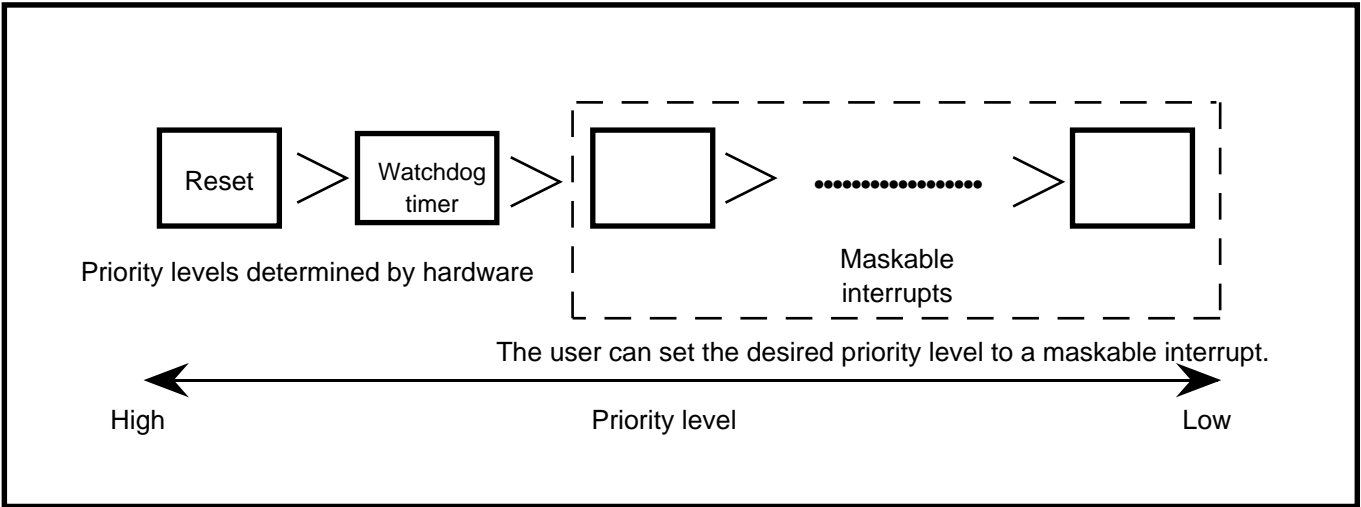 Reset
Watchdog
timer
Priority levels determined by hardware
Maskable
interrupts
The user can set the desired priority level to a maskable interrupt.
High
Priority level
Low